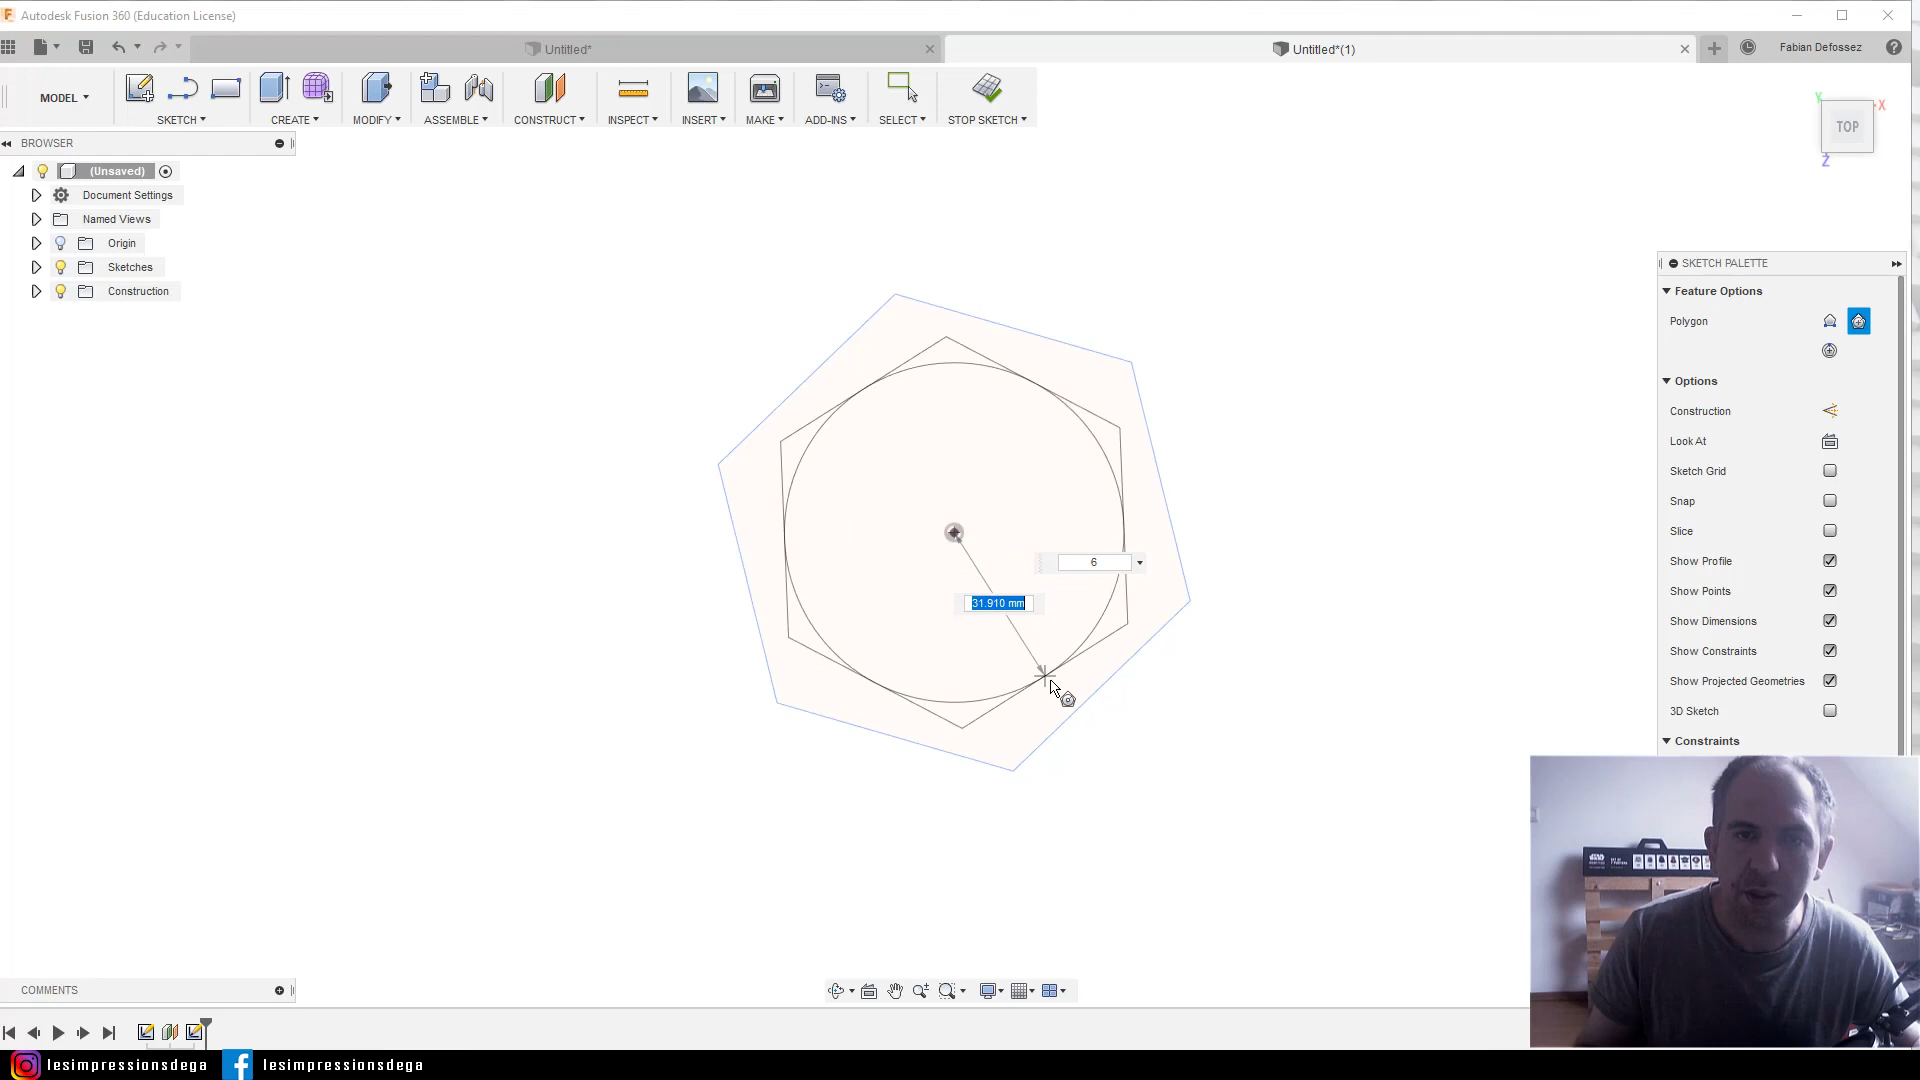 Autodesk Fusion 360 (Education License)
Untitled*
Untitled*(1)
Fabian Defossez
MODEL
SKETCH
CREATE
MODIFY
ASSEMBLE
CONSTRUCT
INSPECT
INSERT
MAKE
ADD-INS
SELECT
STOP SKETCH
Y
X
TOP
Z
BROWSER
(Unsaved)
Document Settings
Named Views
Origin
Sketches
Construction
SKETCH PALETTE
Feature Options
Polygon
Options
Construction
Look At
Sketch Grid
Snap
Slice
Show Profile
Show Points
Show Dimensions
Show Constraints
Show Projected Geometries
3D Sketch
Constraints
6
31.910 mm
COMMENTS
lesimpressionsdega
lesimpressionsdega